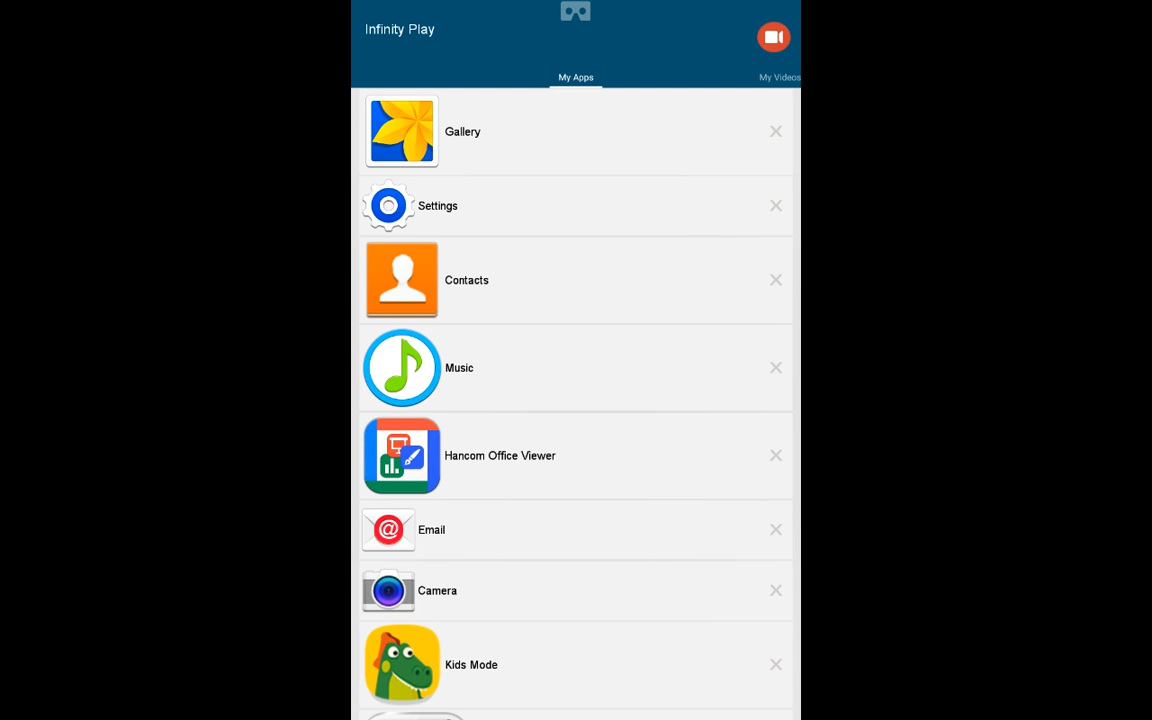 Infinity Play
My Apps
My Videos
Gallery
Settings
Contacts
Music
Hancom Office Viewer
@
Email
Camera
Kids Mode